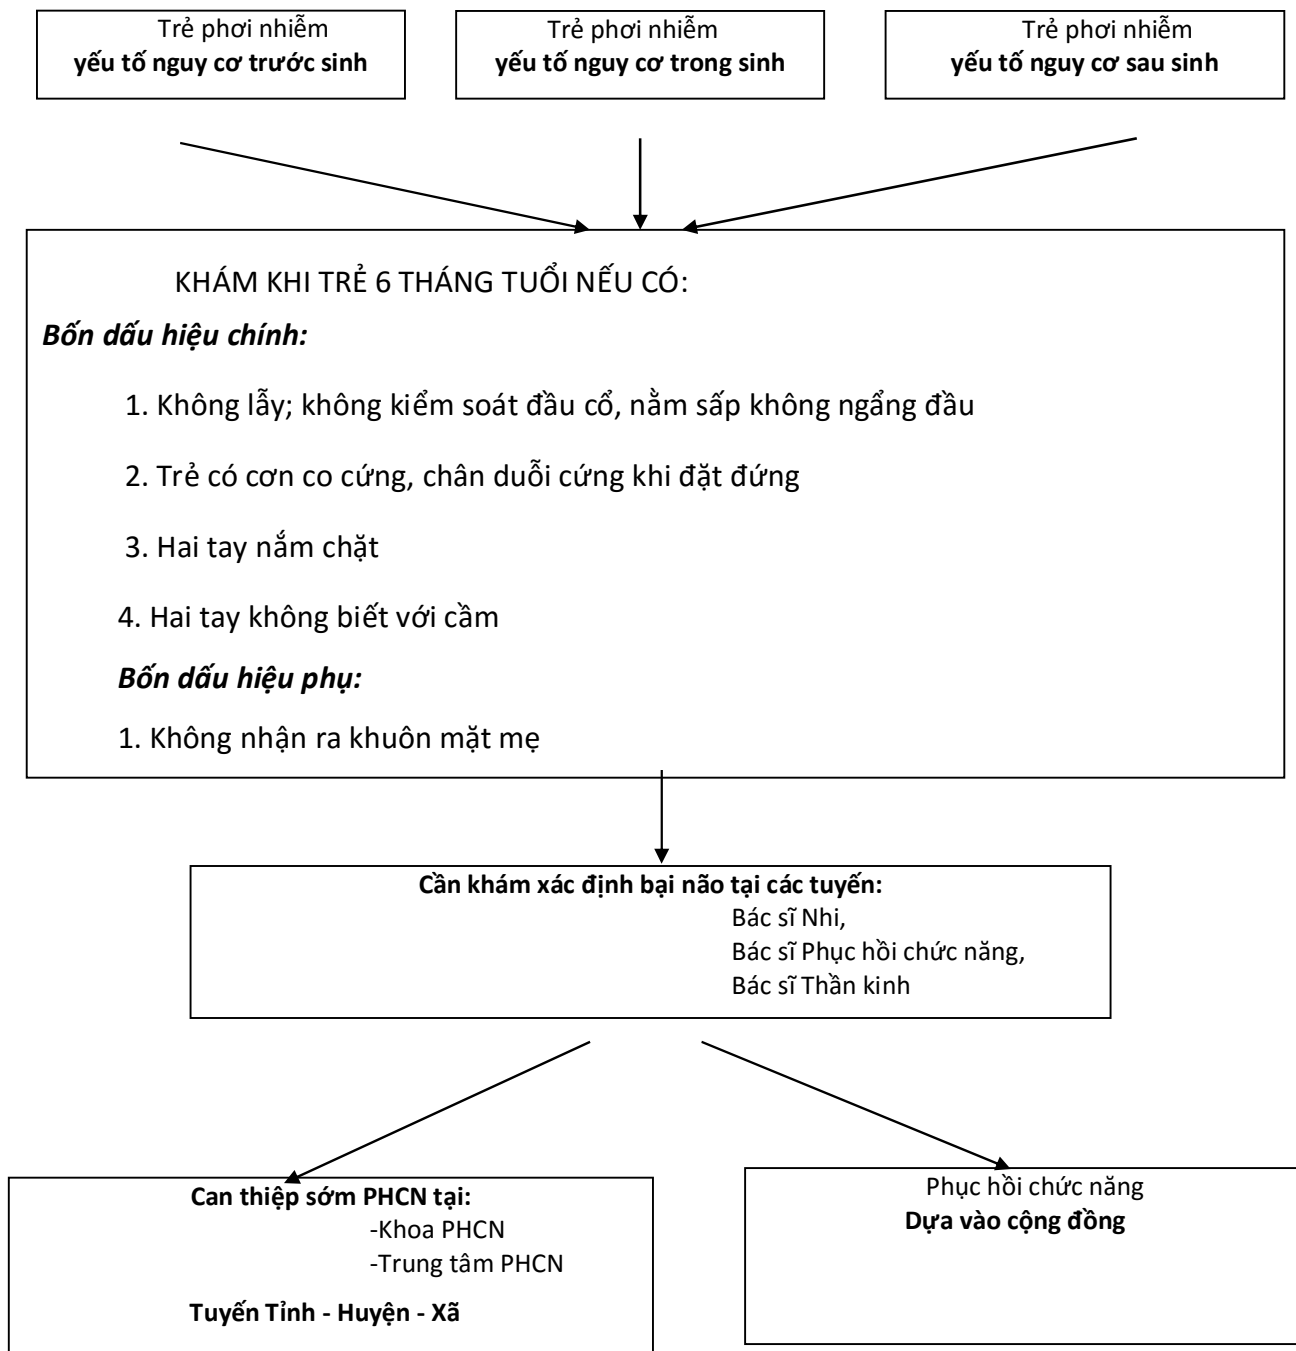 Trẻ phơi nhiễm
yếu tố nguy cơ trước sinh
Trẻ phơi nhiễm
yếu tố nguy cơ trong sinh
Trẻ phơi nhiễm
yếu tố nguy cơ sau sinh
KHÁM KHI TRẺ 6 THÁNG TUỔI NẾU CÓ:
Bốn dấu hiệu chính:
1. Không lẫy; không kiểm soát đầu cổ, nằm sấp không ngẩng đầu
2. Trẻ có cơn co cứng, chân duỗi cứng khi đặt đứng
3. Hai tay nắm chặt
4. Hai tay không biết với cầm
Bốn dấu hiệu phụ:
1. Không nhận ra khuôn mặt mẹ
Cần khám xác định bại não tại các tuyến:
Bác sĩ Nhi,
Bác sĩ Phục hồi chức năng,
Bác sĩ Thần kinh
Can thiệp sớm PHCN tại:
-Khoa PHCN
-Trung tâm PHCN
Tuyến Tỉnh - Huyện - Xã
Phục hồi chức năng
Dựa vào cộng đồng